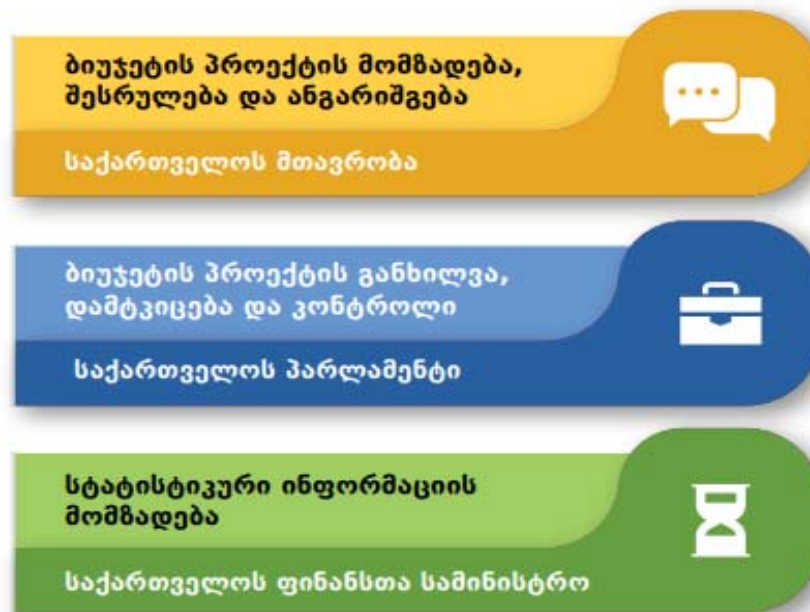 ბიუჯეტის პროექტის მომზადება,
შესრულება და ანგარიშგება
საქართველოს მთავრობა
ბიუჯეტის პროექტის განხილვა,
დამტკიცება და კონტროლი
საქართველოს პარლამენტი
სტატისტიკური ინფორმაციის
მომზადება
საქართველოს ფინანსთა სამინისტრო